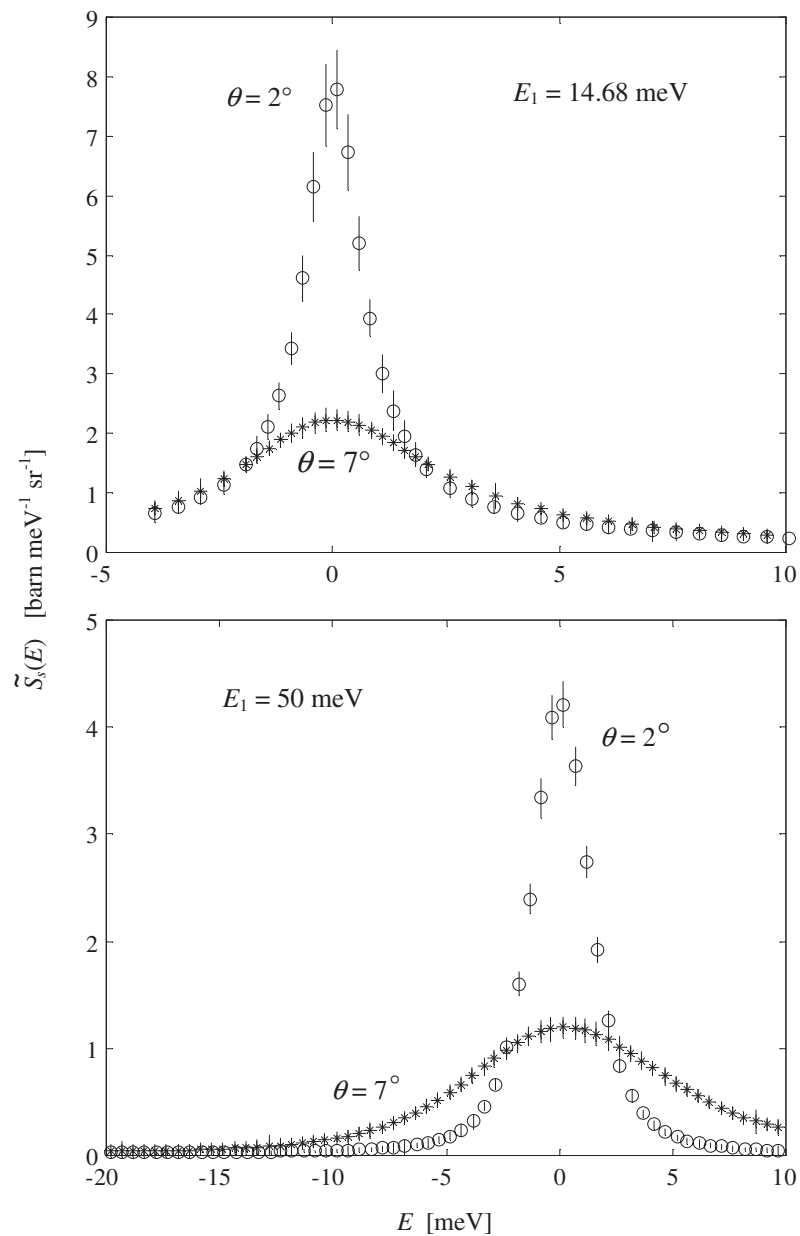 9
8
7
6
5
4
3
2
1
0
θ = 2°
E₁ = 14.68 meV
θ = 7°
-5 0 5 10
S̃ₛ(E) [barn meV⁻¹ sr⁻¹]
5
4
3
2
1
0
E₁ = 50 meV
θ = 2°
θ = 7°
-20 -15 -10 -5 0 5 10
E [meV]